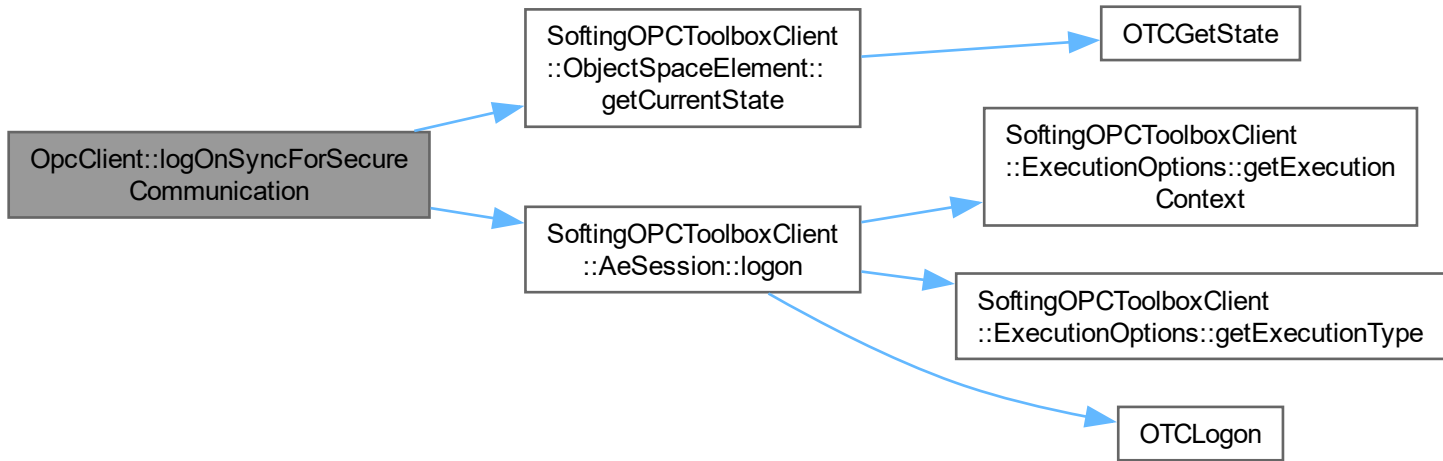 OpcClient::logOnSyncForSecure
Communication
SoftingOPCToolboxClient
::ObjectSpaceElement::
getCurrentState
OTCGetState
SoftingOPCToolboxClient
::AeSession::logon
SoftingOPCToolboxClient
::ExecutionOptions::getExecution
Context
SoftingOPCToolboxClient
::ExecutionOptions::getExecutionType
OTCLogon